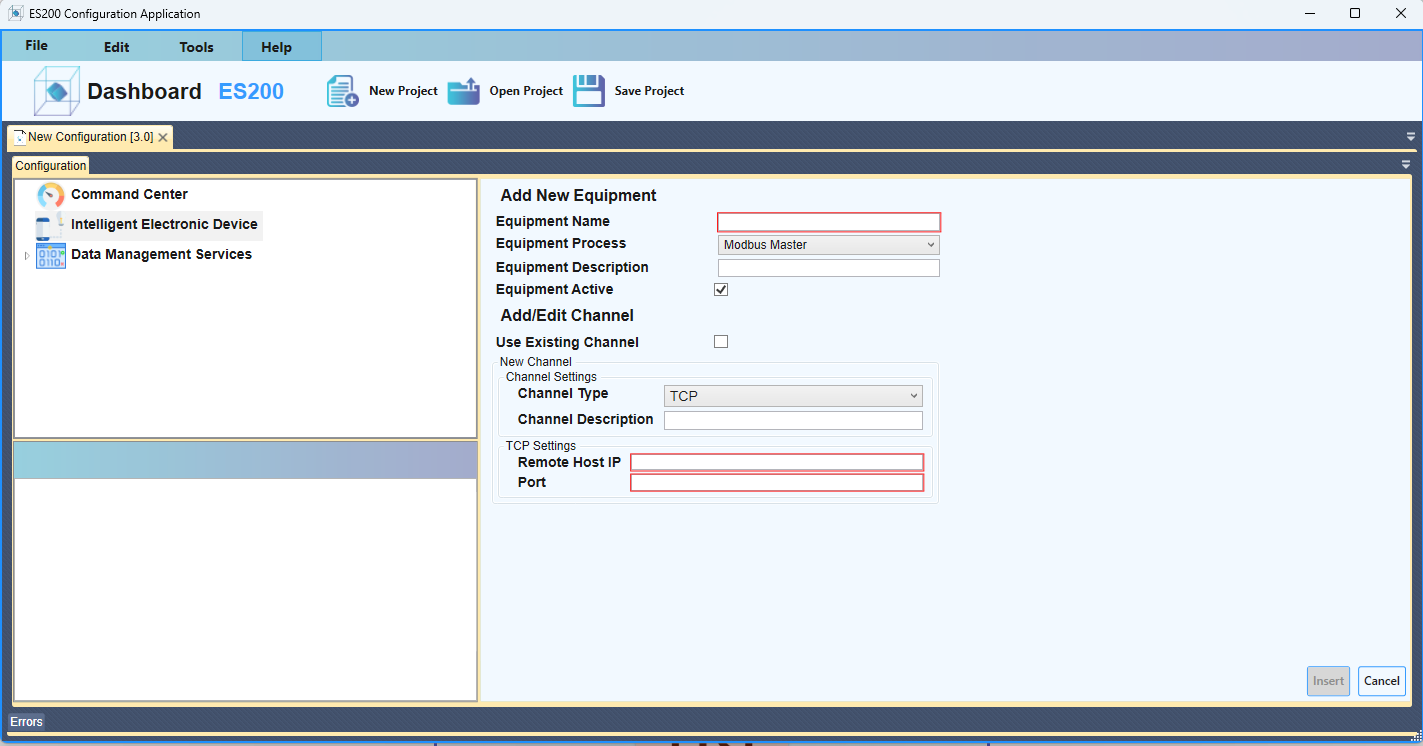 ES200 Configuration Application
File Edit Tools Help
Dashboard ES200 New Project Open Project Save Project
New Configuration [3.0]
Configuration
Command Center
Intelligent Electronic Device
0101
0110
Data Management Services
Add New Equipment
Equipment Name
Equipment Process Modbus Master
Equipment Description
Equipment Active
Add/Edit Channel
Use Existing Channel
New Channel
Channel Settings
Channel Type TCP
Channel Description
TCP Settings
Remote Host IP
Port
Insert Cancel
Errors